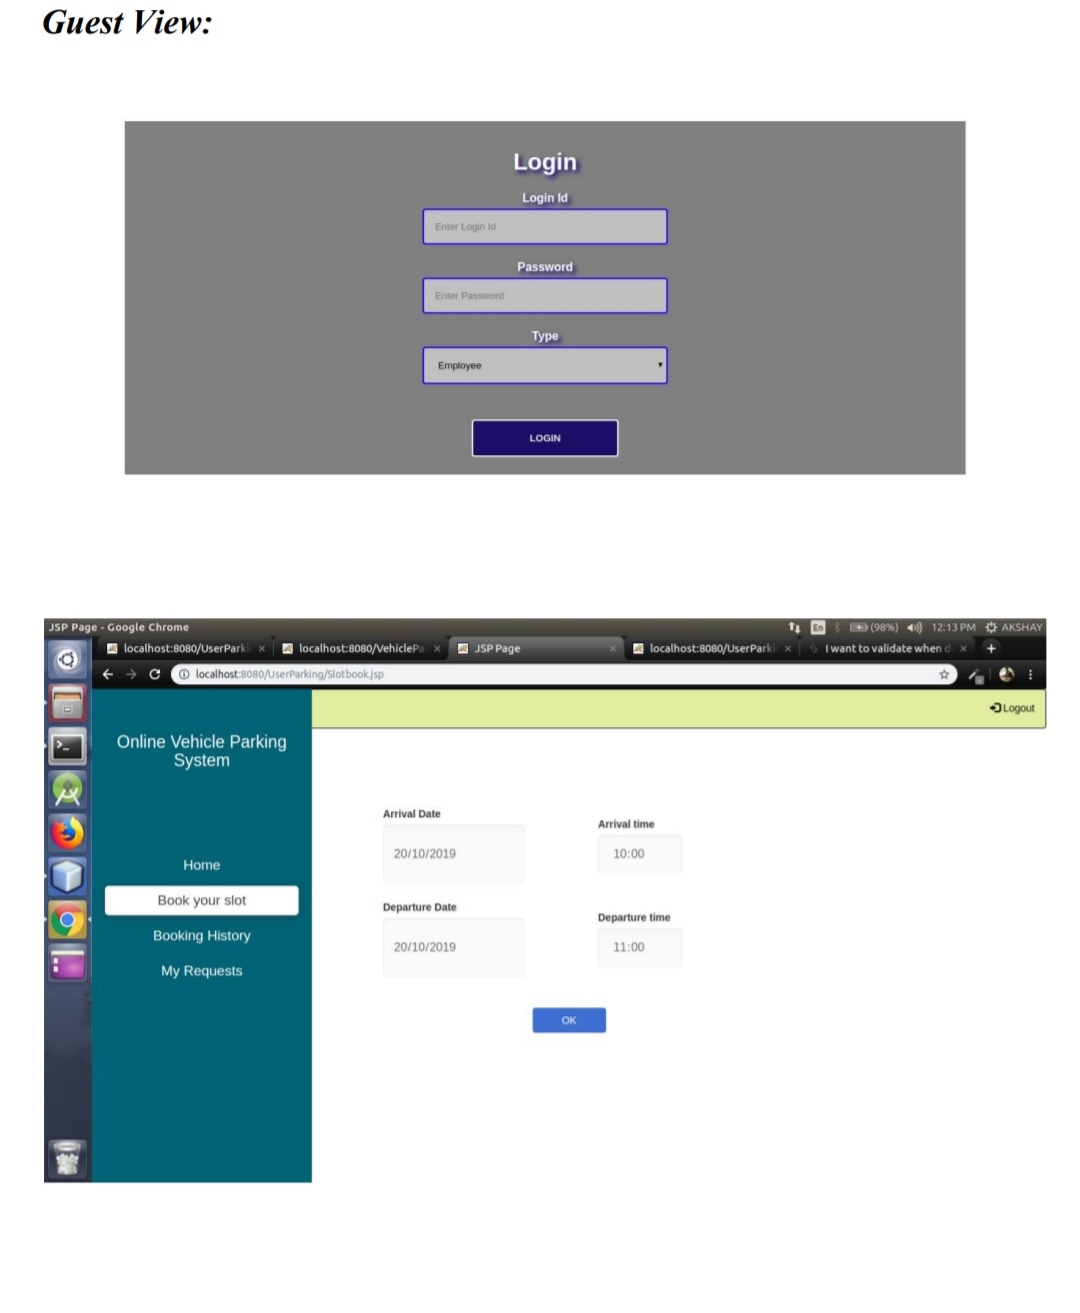 Guest View:
Login
Login Id
Enter Login Id
Password
Enter Password
Type
Employee
LOGIN
JSP Page - Google Chrome
En (98%) 12:13 PM AKSHAY
localhost:8080/UserParki localhost:8080/VehiclePa JSP Page localhost:8080/UserParki I want to validate when d
localhost:8080/UserParking/Slotbook.jsp
Logout
Online Vehicle Parking
System
Home
Book your slot
Booking History
My Requests
Arrival Date
20/10/2019
Arrival time
10:00
Departure Date
20/10/2019
Departure time
11:00
OK